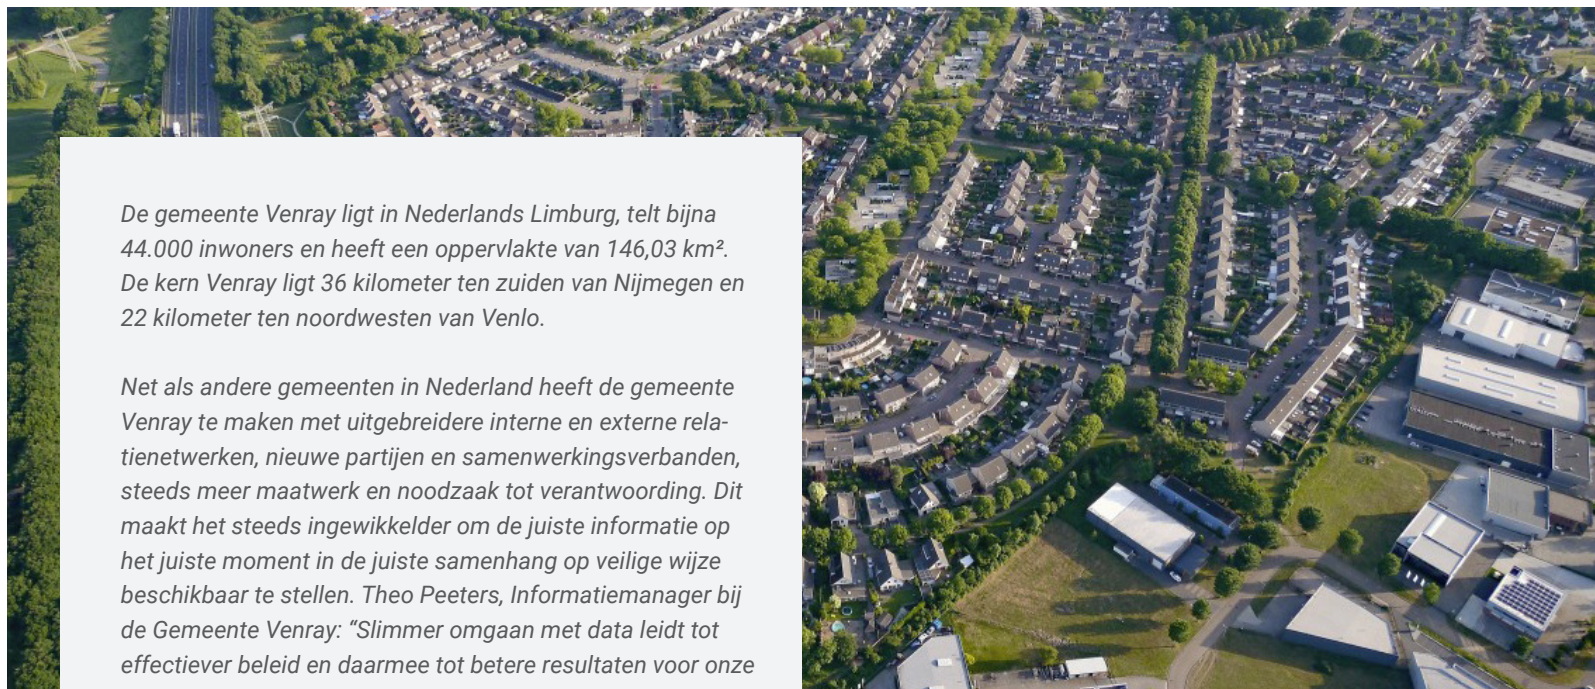 De gemeente Venray ligt in Nederlands Limburg, telt bijna
44.000 inwoners en heeft een oppervlakte van 146,03 km².
De kern Venray ligt 36 kilometer ten zuiden van Nijmegen en
22 kilometer ten noordwesten van Venlo.
Net als andere gemeenten in Nederland heeft de gemeente
Venray te maken met uitgebreidere interne en externe rela-
tienetwerken, nieuwe partijen en samenwerkingsverbanden,
steeds meer maatwerk en noodzaak tot verantwoording. Dit
maakt het steeds ingewikkelder om de juiste informatie op
het juiste moment in de juiste samenhang op veilige wijze
beschikbaar te stellen. Theo Peeters, Informatiemanager bij
de Gemeente Venray: “Slimmer omgaan met data leidt tot
effectiever beleid en daarmee tot betere resultaten voor onze